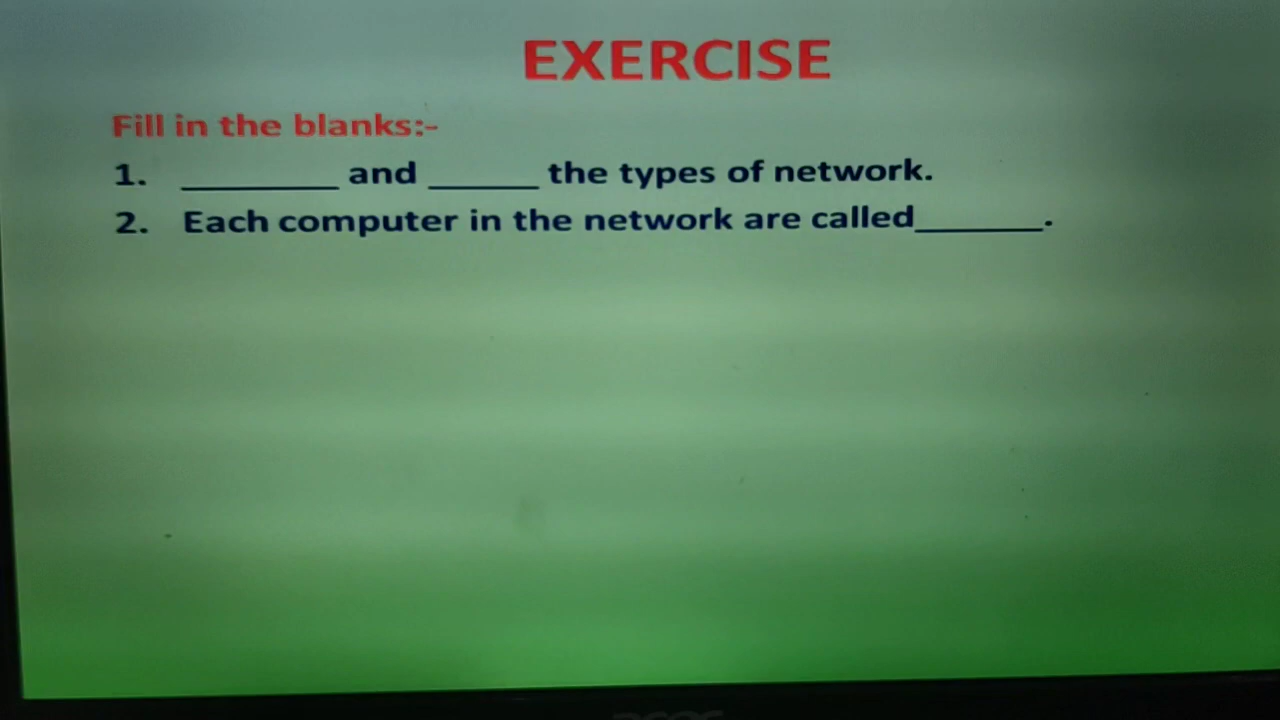 EXERCISE
Fill in the blanks:-
1. _________ and ______ the types of network.
2. Each computer in the network are called_______.